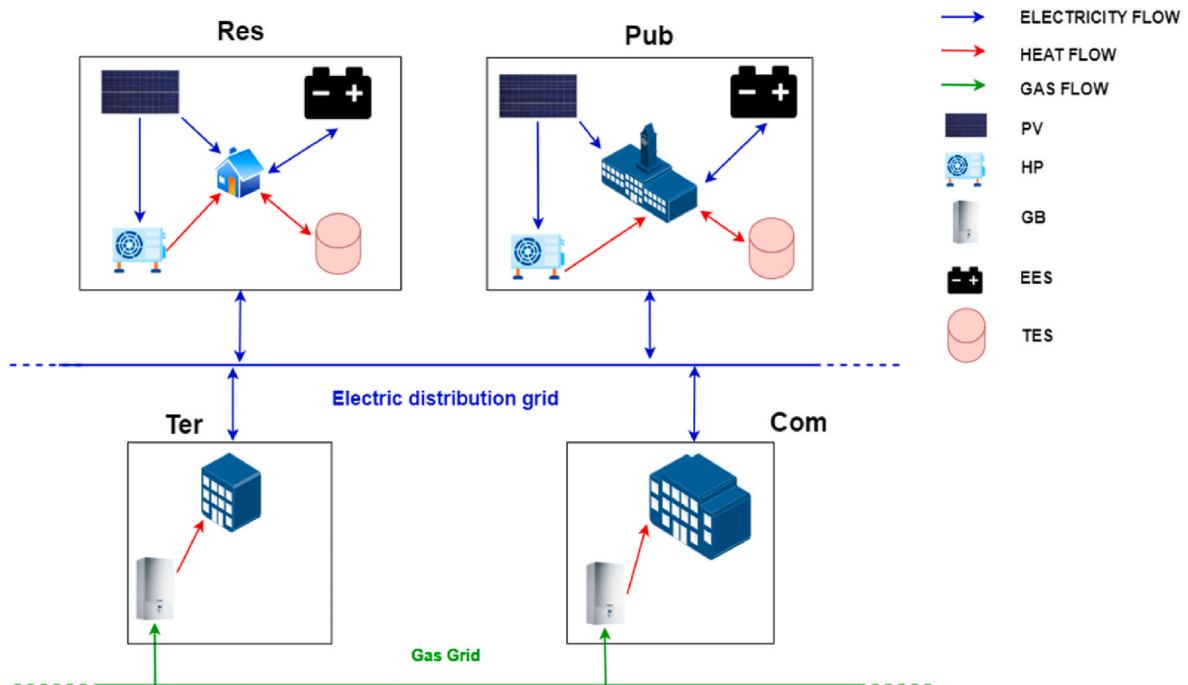 Res
Pub
ELECTRICITY FLOW
HEAT FLOW
GAS FLOW
PV
HP
GB
EES
TES
Electric distribution grid
Ter
Com
Gas Grid